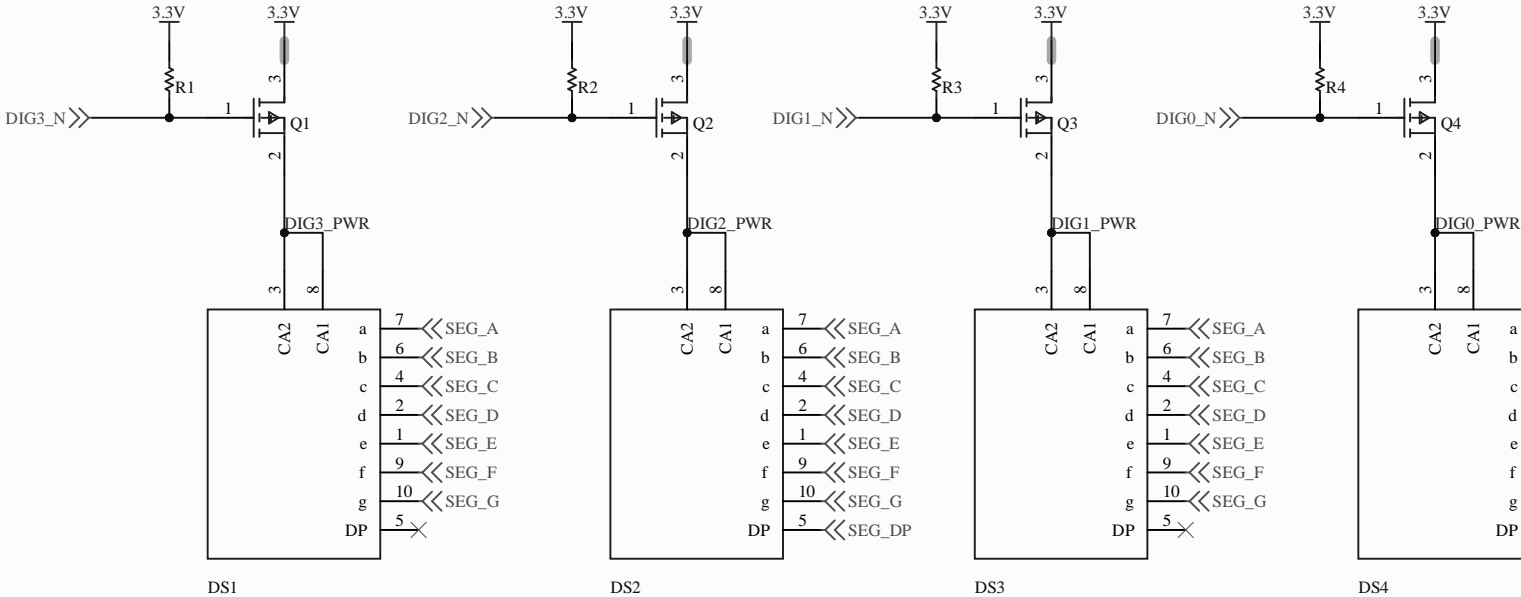 3.3V 3.3V 3.3V 3.3V 3.3V 3.3V 3.3V 3.3V
3 3 3 3
R1 R2 R3 R4
DIG3_N 1 Q1 DIG2_N 1 Q2 DIG1_N 1 Q3 DIG0_N 1 Q4
2 2 2 2
DIG3_PWR DIG2_PWR DIG1_PWR DIG0_PWR
3 8 3 8 3 8 3 8
CA2 CA1 CA2 CA1 CA2 CA1 CA2 CA1
a 7 SEG_A a 7 SEG_A a 7 SEG_A a
b 6 SEG_B b 6 SEG_B b 6 SEG_B b
c 4 SEG_C c 4 SEG_C c 4 SEG_C c
d 2 SEG_D d 2 SEG_D d 2 SEG_D d
e 1 SEG_E e 1 SEG_E e 1 SEG_E e
f 9 SEG_F f 9 SEG_F f 9 SEG_F f
g 10 SEG_G g 10 SEG_G g 10 SEG_G g
DP 5 DP 5 SEG_DP DP 5 DP
DS1 DS2 DS3 DS4